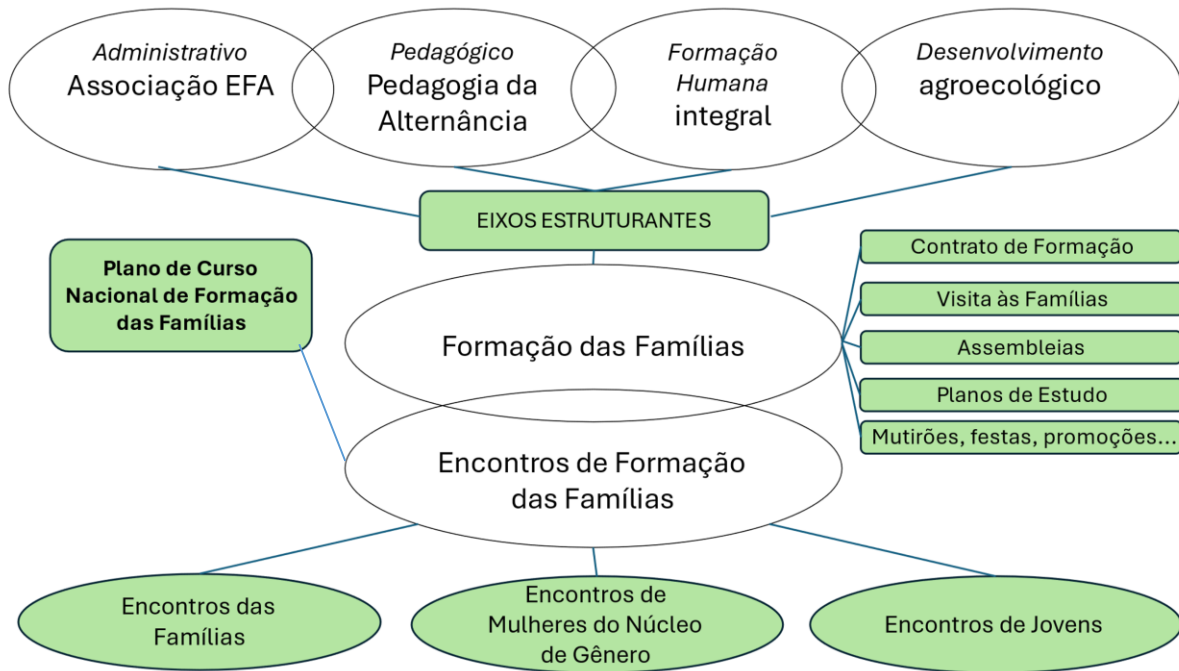 Administrativo
Associação EFA
Pedagógico
Pedagogia da
Alternância
Formação
Humana
integral
Desenvolvimento
agroecológico
EIXOS ESTRUTURANTES
Plano de Curso
Nacional de Formação
das Famílias
Formação das Famílias
Contrato de Formação
Visita às Famílias
Assembleias
Planos de Estudo
Mutirões, festas, promoções...
Encontros de Formação
das Famílias
Encontros das
Famílias
Encontros de
Mulheres do Núcleo
de Gênero
Encontros de Jovens